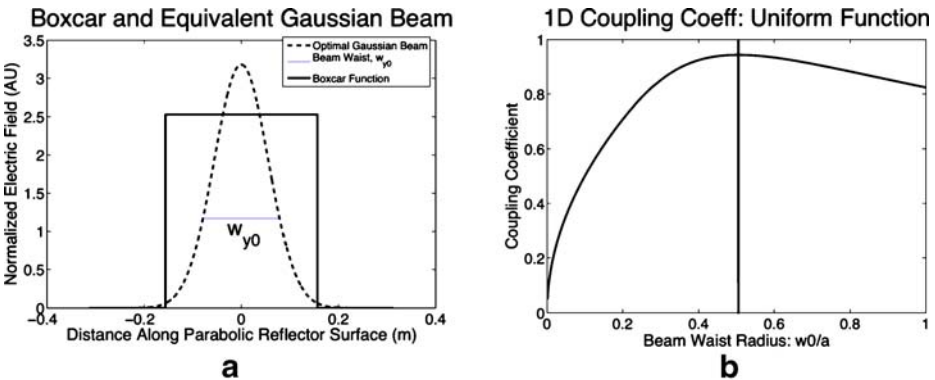 Boxcar and Equivalent Gaussian Beam
3.5
3
2.5
2
1.5
1
0.5
0
Normalized Electric Field (AU)
Optimal Gaussian Beam
Beam Waist, w_y0
Boxcar Function
w_y0
-0.4
-0.2
0
0.2
0.4
Distance Along Parabolic Reflector Surface (m)
a
1D Coupling Coeff: Uniform Function
1
0.8
0.6
0.4
0.2
0
Coupling Coefficient
0
0.2
0.4
0.6
0.8
1
Beam Waist Radius: w0/a
b